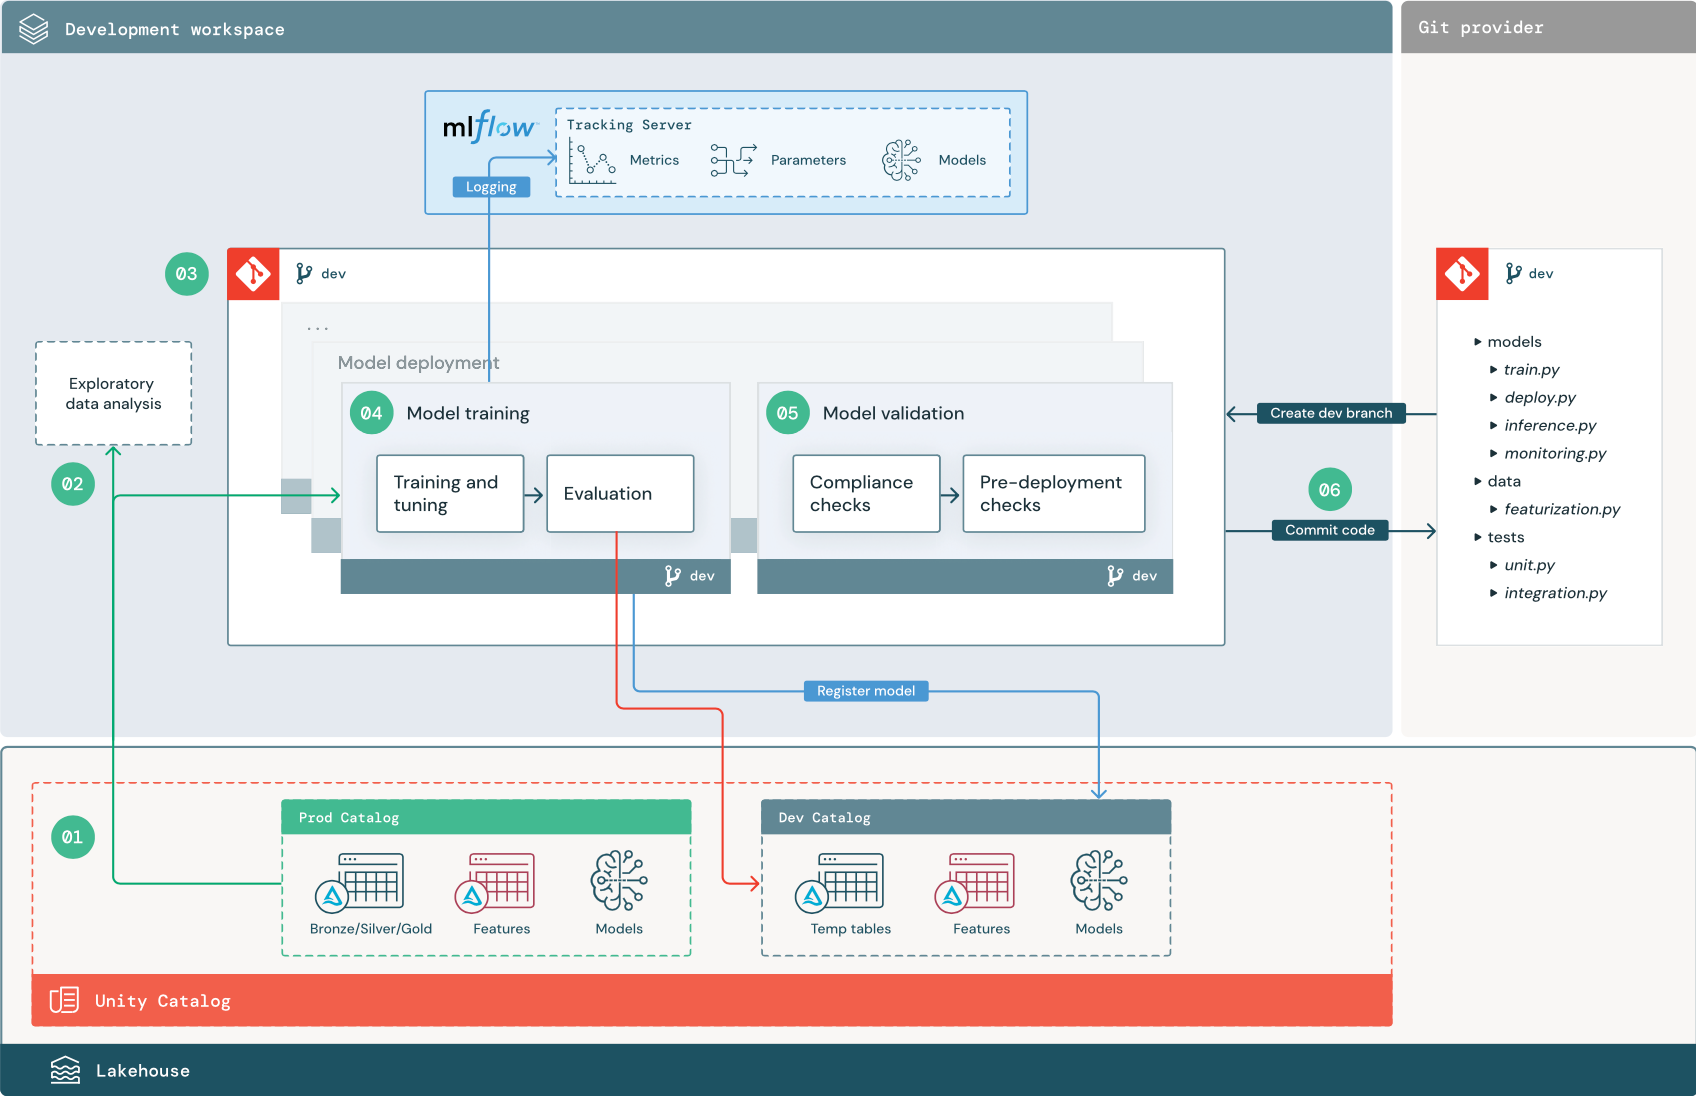 Development workspace
Git provider
mlflow
Tracking Server
Metrics
Parameters
Models
Logging
03
dev
...
Model deployment
04
Model training
Training and
tuning
Evaluation
dev
05
Model validation
Compliance
checks
Pre-deployment
checks
dev
Exploratory
data analysis
02
Create dev branch
06
Commit code
dev
models
train.py
deploy.py
inference.py
monitoring.py
data
featurization.py
tests
unit.py
integration.py
Register model
01
Prod Catalog
Bronze/Silver/Gold
Features
Models
Dev Catalog
Temp tables
Features
Models
Unity Catalog
Lakehouse